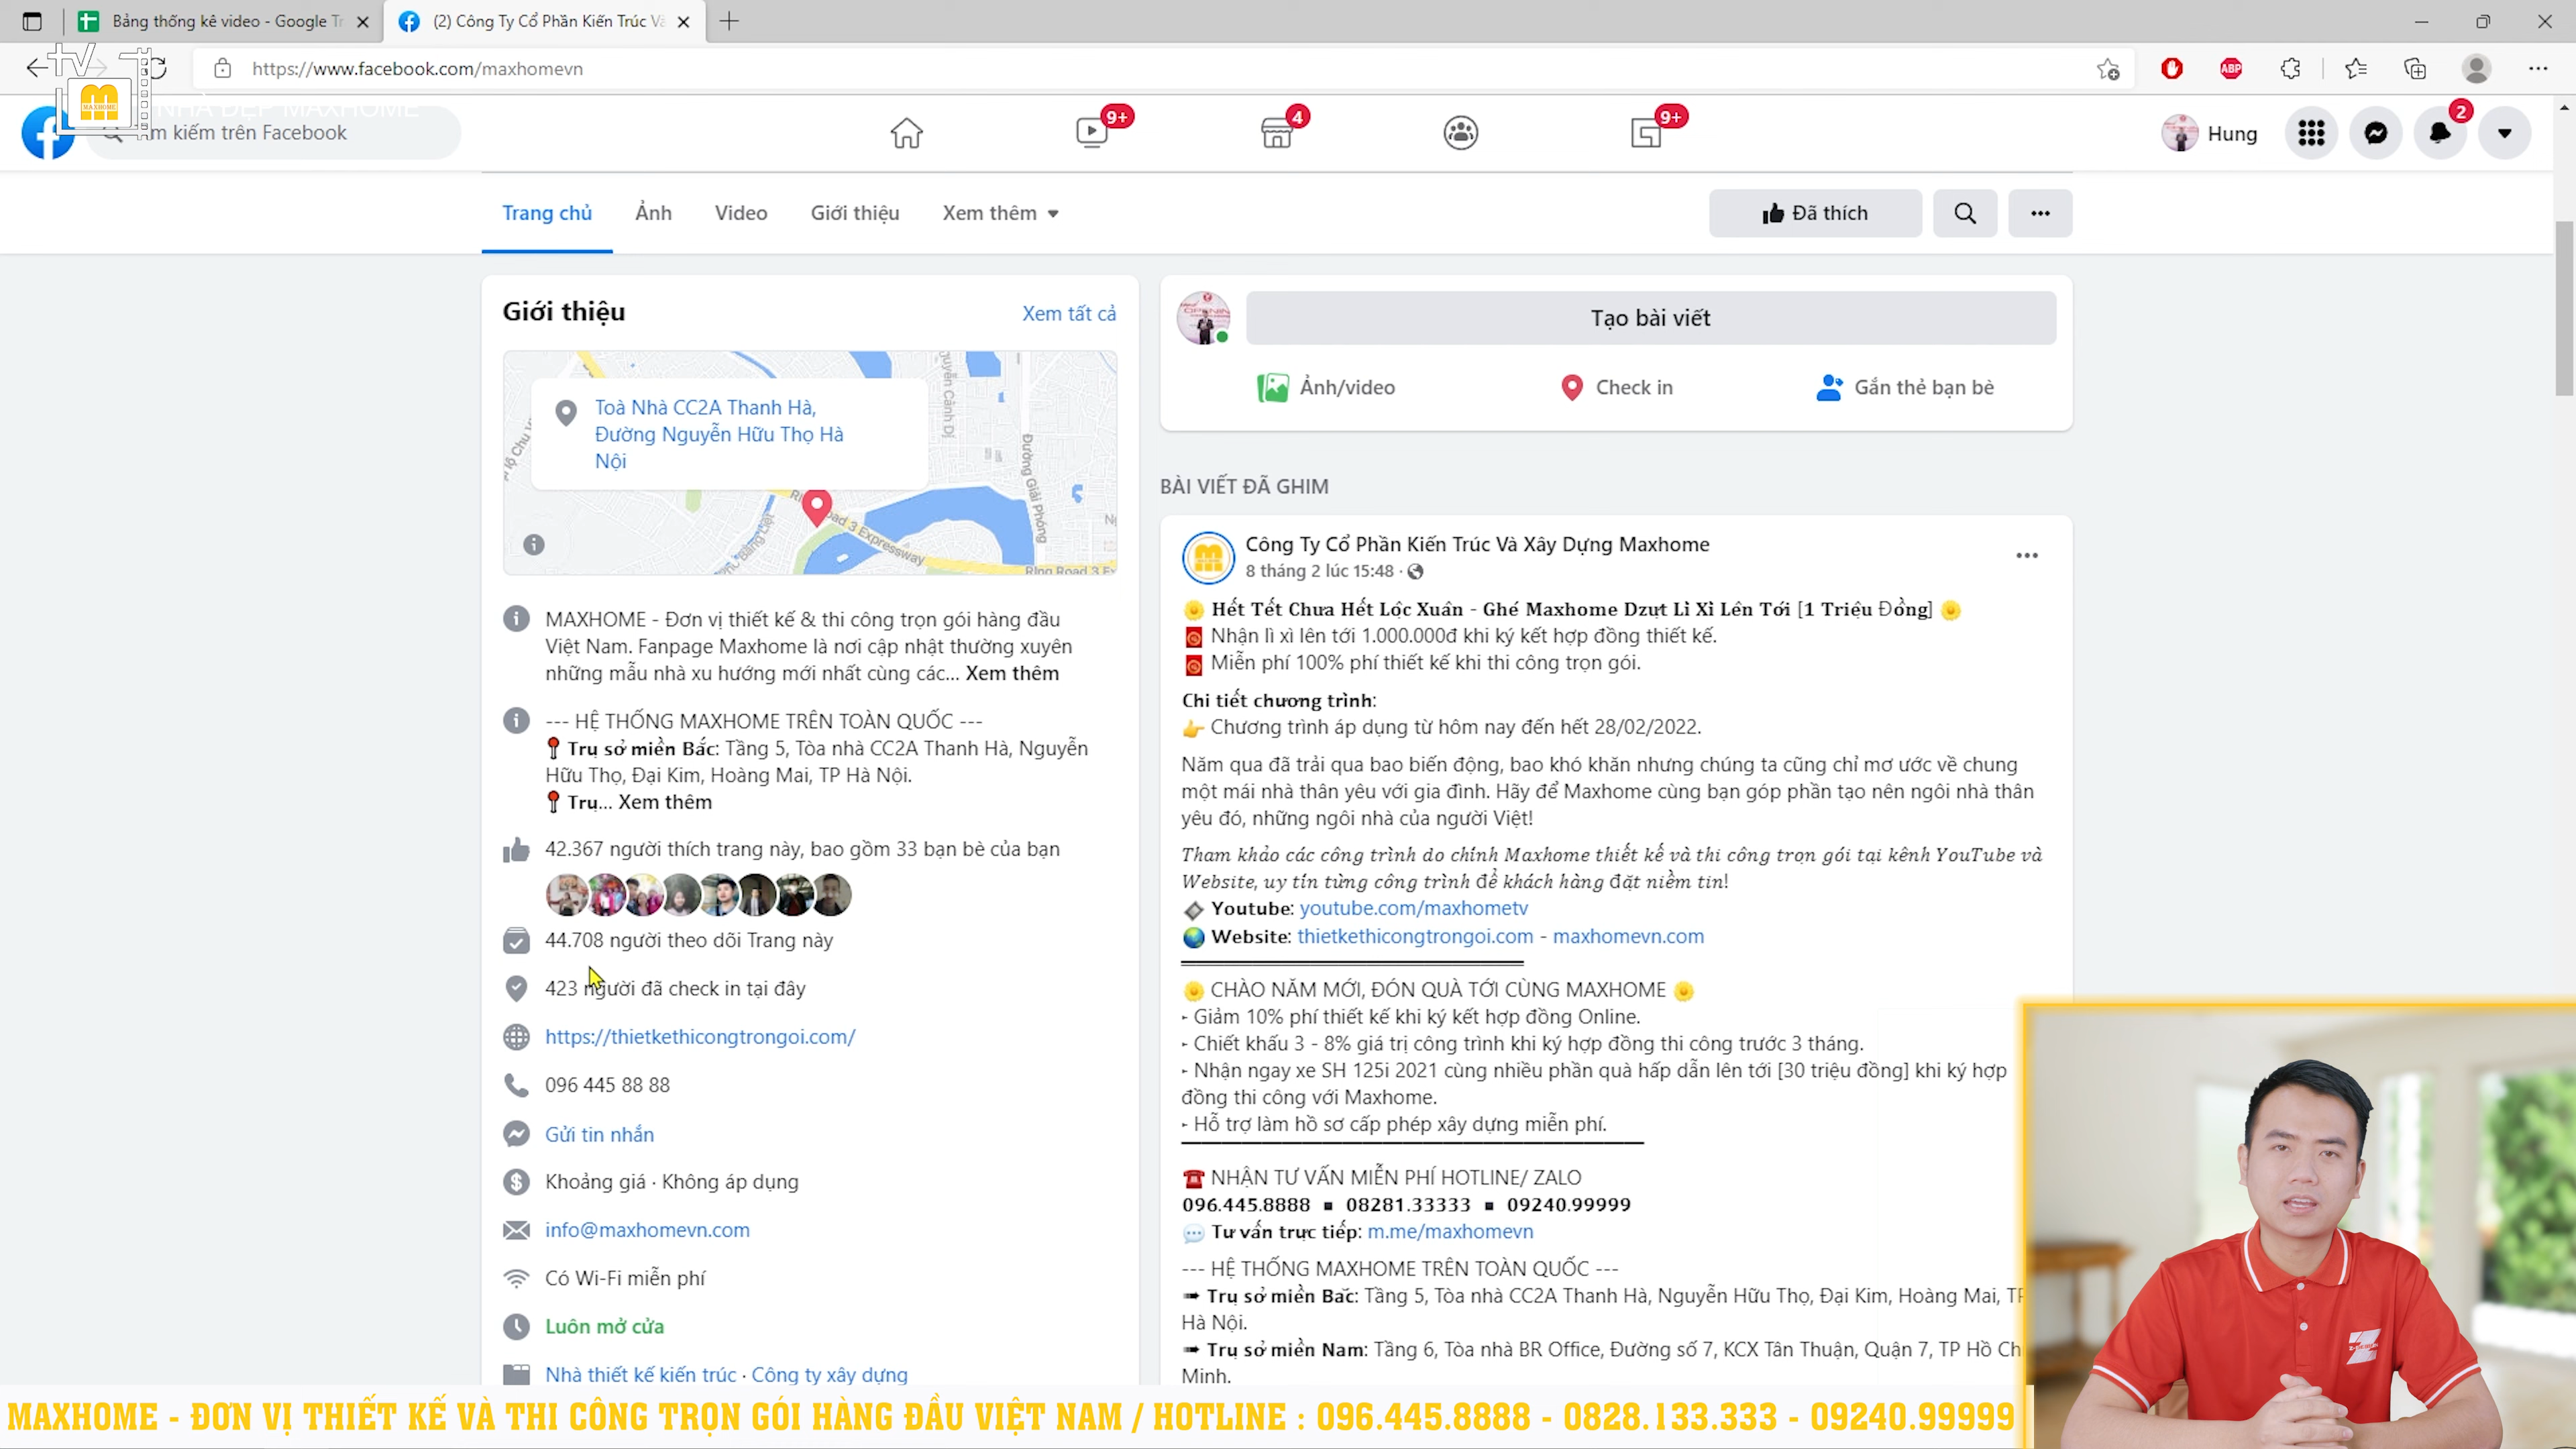 Bảng thống kê video - Google Tr
(2) Công Ty Cổ Phần Kiến Trúc Và
https://www.facebook.com/maxhomevn
ABP
TV
MAXHOME
NHÀ ĐẸP MAXHOME
kiếm trên Facebook
9+
4
9+
Hung
2
Trang chủ
Ảnh
Video
Giới thiệu
Xem thêm
Đã thích
Giới thiệu
Xem tất cả
Toà Nhà CC2A Thanh Hà,
Đường Nguyễn Hữu Thọ Hà
Nội
Đường Giải Phóng
oad 3 Expressway
Ring Road 3 E
MAXHOME - Đơn vị thiết kế & thi công trọn gói hàng đầu
Việt Nam. Fanpage Maxhome là nơi cập nhật thường xuyên
những mẫu nhà xu hướng mới nhất cùng các... Xem thêm
--- HỆ THỐNG MAXHOME TRÊN TOÀN QUỐC ---
📍 Trụ sở miền Bắc: Tầng 5, Tòa nhà CC2A Thanh Hà, Nguyễn
Hữu Thọ, Đại Kim, Hoàng Mai, TP Hà Nội.
📍 Trụ... Xem thêm
42.367 người thích trang này, bao gồm 33 bạn bè của bạn
44.708 người theo dõi Trang này
423 người đã check in tại đây
https://thietkethicongtrongoi.com/
096 445 88 88
Gửi tin nhắn
Khoảng giá · Không áp dụng
info@maxhomevn.com
Có Wi-Fi miễn phí
Luôn mở cửa
Nhà thiết kế kiến trúc · Công ty xây dựng
Tạo bài viết
Ảnh/video
Check in
Gắn thẻ bạn bè
BÀI VIẾT ĐÃ GHIM
Công Ty Cổ Phần Kiến Trúc Và Xây Dựng Maxhome
8 tháng 2 lúc 15:48 ·
🌼 Hết Tết Chưa Hết Lộc Xuân - Ghé Maxhome Dzựt Lì Xì Lên Tới [1 Triệu Đồng] 🌼
🧧 Nhận lì xì lên tới 1.000.000đ khi ký kết hợp đồng thiết kế.
🧧 Miễn phí 100% phí thiết kế khi thi công trọn gói.
Chi tiết chương trình:
👉 Chương trình áp dụng từ hôm nay đến hết 28/02/2022.
Năm qua đã trải qua bao biến động, bao khó khăn nhưng chúng ta cũng chỉ mơ ước về chung
một mái nhà thân yêu với gia đình. Hãy để Maxhome cùng bạn góp phần tạo nên ngôi nhà thân
yêu đó, những ngôi nhà của người Việt!
Tham khảo các công trình do chính Maxhome thiết kế và thi công trọn gói tại kênh YouTube và
Website, uy tín từng công trình để khách hàng đặt niềm tin!
Youtube: youtube.com/maxhometv
🌏 Website: thietkethicongtrongoi.com - maxhomevn.com
🌼 CHÀO NĂM MỚI, ĐÓN QUÀ TỚI CÙNG MAXHOME 🌼
- Giảm 10% phí thiết kế khi ký kết hợp đồng Online.
- Chiết khấu 3 - 8% giá trị công trình khi ký hợp đồng thi công trước 3 tháng.
- Nhận ngay xe SH 125i 2021 cùng nhiều phần quà hấp dẫn lên tới [30 triệu đồng] khi ký hợp
đồng thi công với Maxhome.
- Hỗ trợ làm hồ sơ cấp phép xây dựng miễn phí.
☎️ NHẬN TƯ VẤN MIỄN PHÍ HOTLINE/ ZALO
096.445.8888 ▪ 08281.33333 ▪ 09240.99999
💬 Tư vấn trực tiếp: m.me/maxhomevn
--- HỆ THỐNG MAXHOME TRÊN TOÀN QUỐC ---
➡ Trụ sở miền Bắc: Tầng 5, Tòa nhà CC2A Thanh Hà, Nguyễn Hữu Thọ, Đại Kim, Hoàng Mai, TP
Hà Nội.
➡ Trụ sở miền Nam: Tầng 6, Tòa nhà BR Office, Đường số 7, KCX Tân Thuận, Quận 7, TP Hồ Ch
Minh.
MAXHOME - ĐƠN VỊ THIẾT KẾ VÀ THI CÔNG TRỌN GÓI HÀNG ĐẦU VIỆT NAM / HOTLINE : 096.445.8888 - 0828.133.333 - 09240.99999